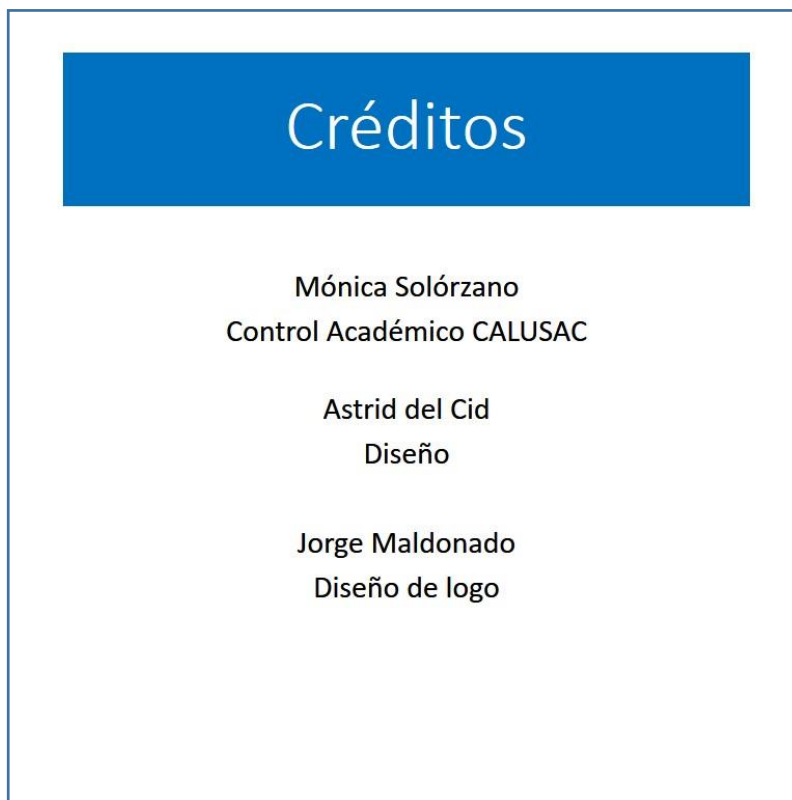 Créditos
Mónica Solórzano
Control Académico CALUSAC
Astrid del Cid
Diseño
Jorge Maldonado
Diseño de logo